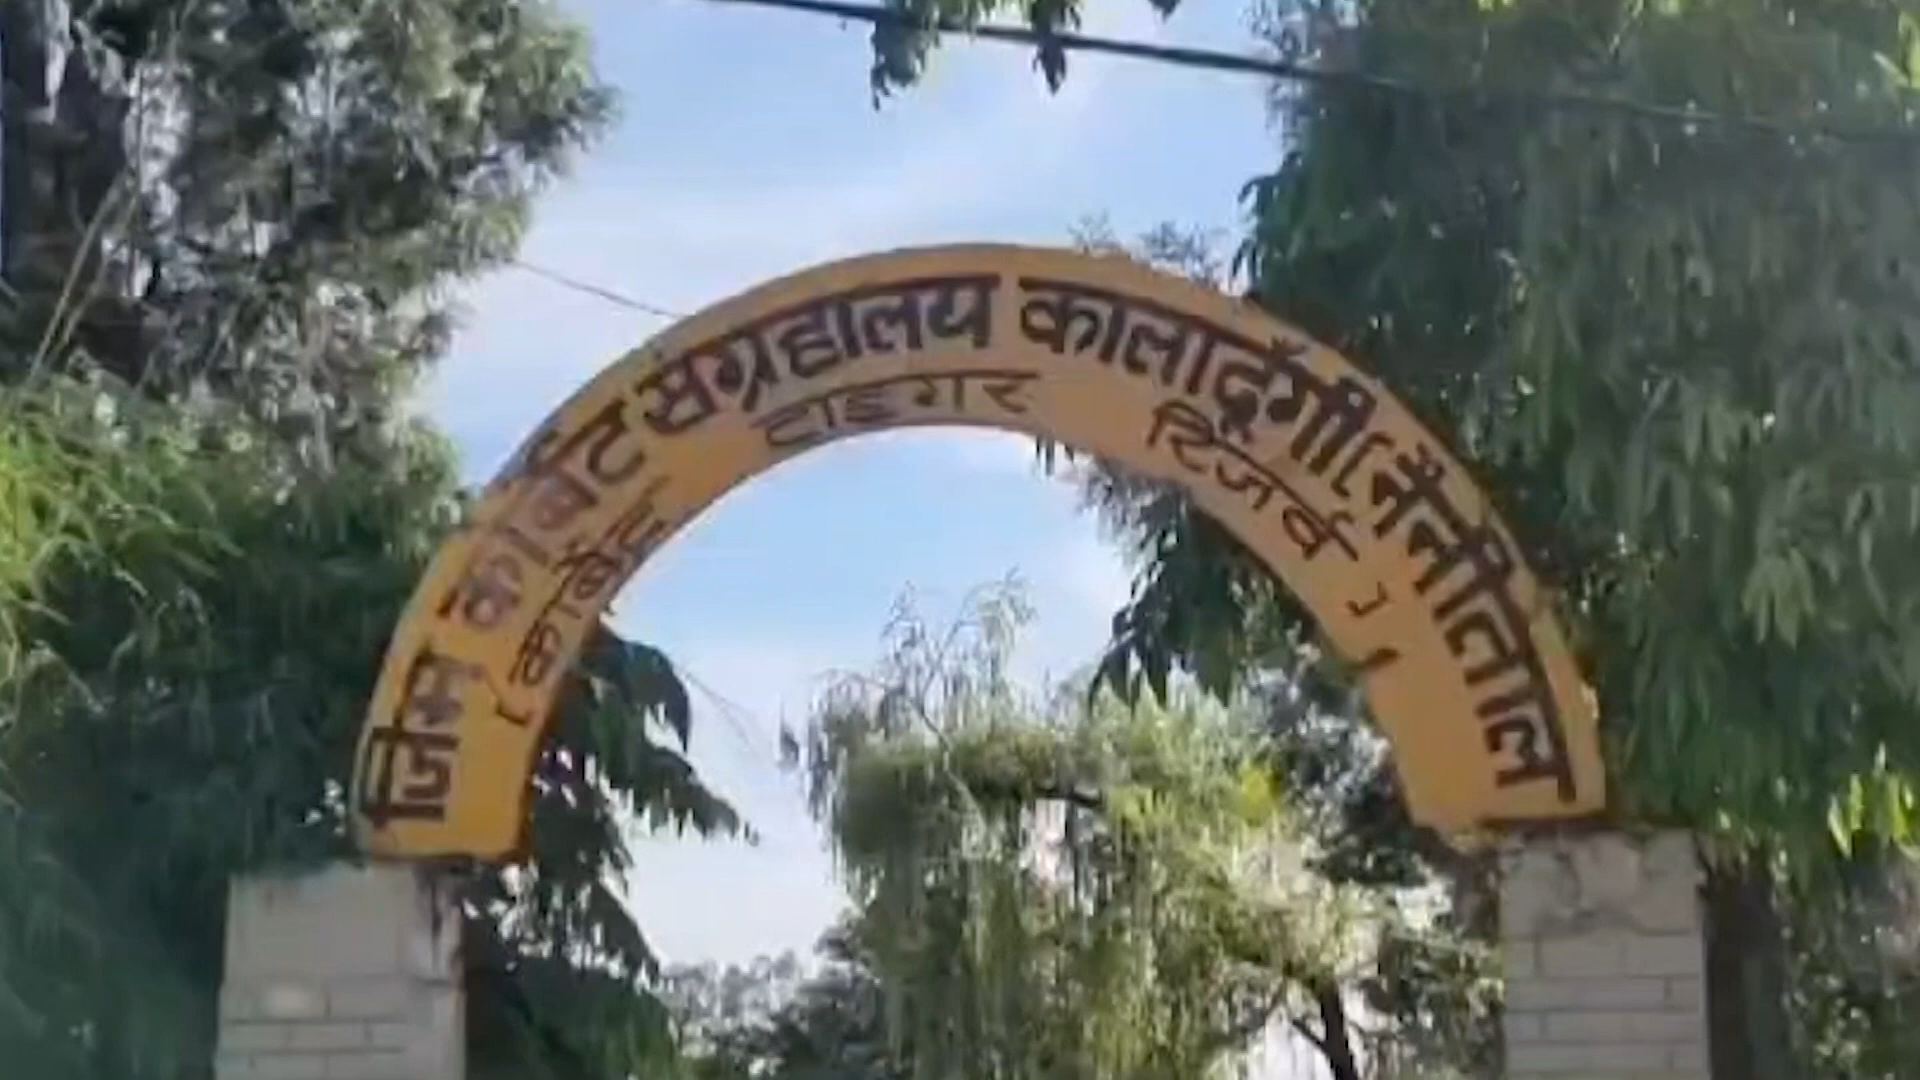 जिम कार्बेट संग्रहालय कालादूँगी (नैनीताल
(कार्बेट टाइगर रिजर्व)